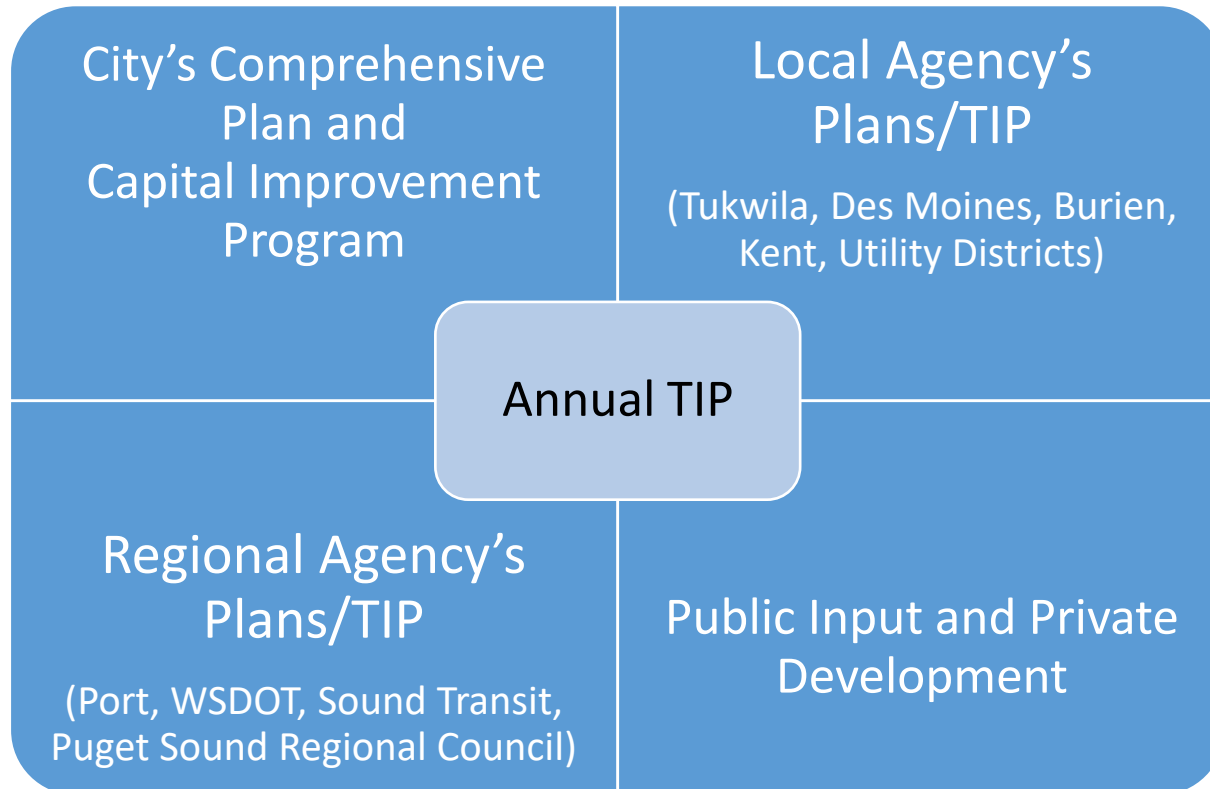 City’s Comprehensive
Plan and
Capital Improvement
Program
Local Agency’s
Plans/TIP
(Tukwila, Des Moines, Burien,
Kent, Utility Districts)
Annual TIP
Regional Agency’s
Plans/TIP
(Port, WSDOT, Sound Transit,
Puget Sound Regional Council)
Public Input and Private
Development